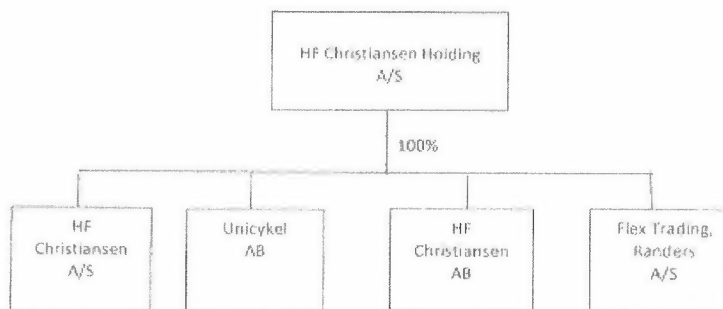 HF Christiansen Holding
A/S
100%
HF
Christiansen
A/S
Unicykel
AB
HF
Christiansen
AB
Flex Trading,
Randers
A/S